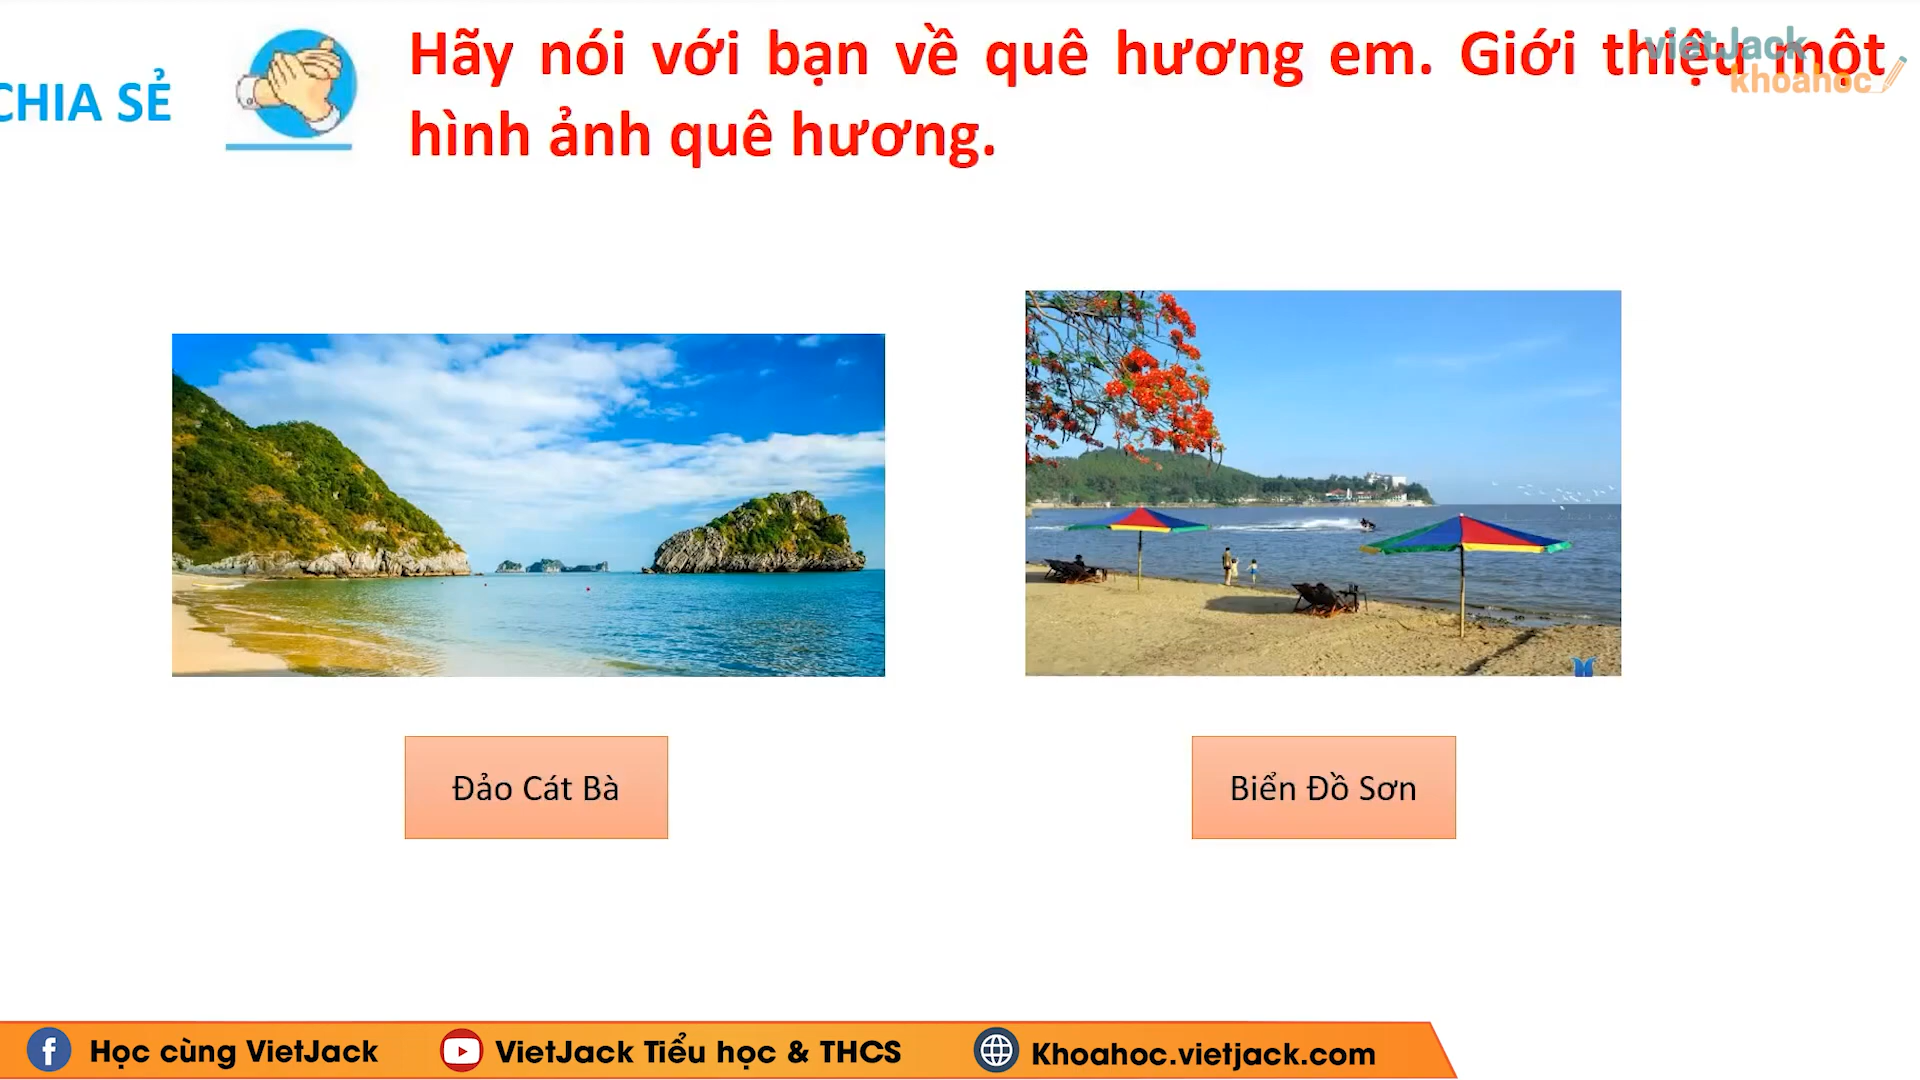 CHIA SẺ
Hãy nói với bạn về quê hương em. Giới thiệu một
hình ảnh quê hương.
vietJack
khoahoc
Đảo Cát Bà
Biển Đồ Sơn
Học cùng VietJack
VietJack Tiểu học & THCS
Khoahoc.vietjack.com